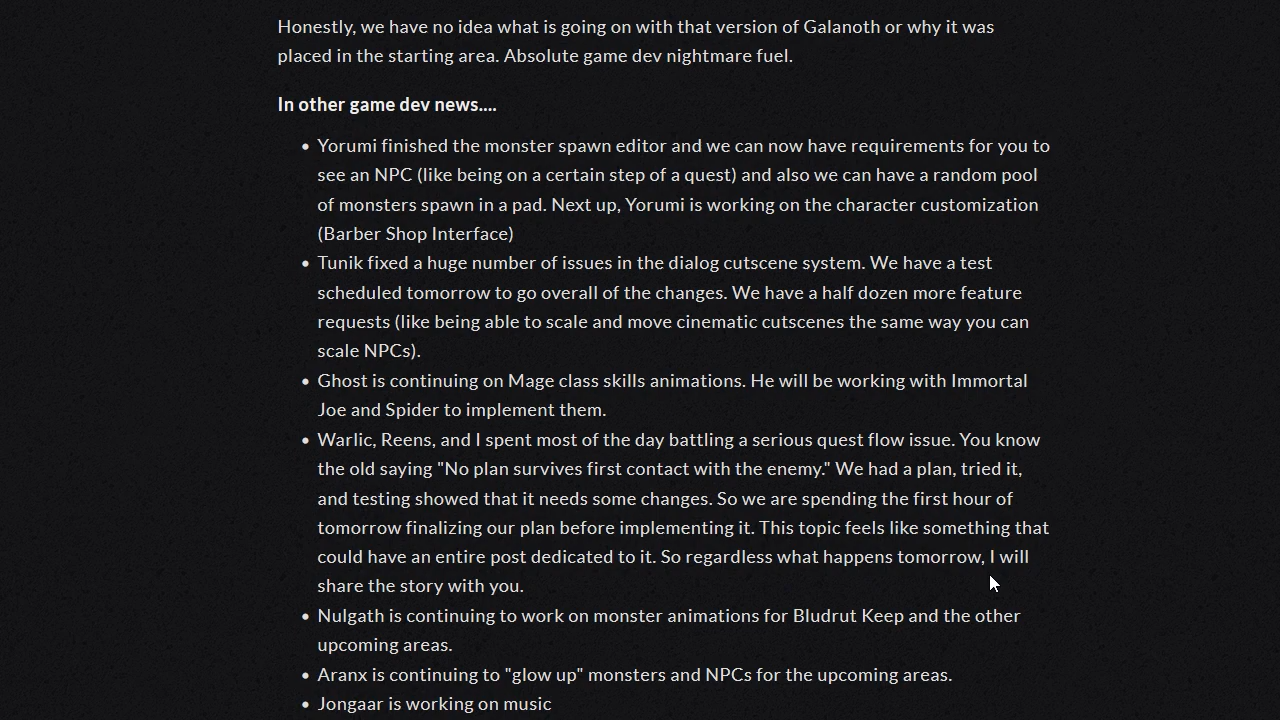 Honestly, we have no idea what is going on with that version of Galanoth or why it was
placed in the starting area. Absolute game dev nightmare fuel.
In other game dev news....
• Yorumi finished the monster spawn editor and we can now have requirements for you to
see an NPC (like being on a certain step of a quest) and also we can have a random pool
of monsters spawn in a pad. Next up, Yorumi is working on the character customization
(Barber Shop Interface)
• Tunik fixed a huge number of issues in the dialog cutscene system. We have a test
scheduled tomorrow to go overall of the changes. We have a half dozen more feature
requests (like being able to scale and move cinematic cutscenes the same way you can
scale NPCs).
• Ghost is continuing on Mage class skills animations. He will be working with Immortal
Joe and Spider to implement them.
• Warlic, Reens, and I spent most of the day battling a serious quest flow issue. You know
the old saying "No plan survives first contact with the enemy." We had a plan, tried it,
and testing showed that it needs some changes. So we are spending the first hour of
tomorrow finalizing our plan before implementing it. This topic feels like something that
could have an entire post dedicated to it. So regardless what happens tomorrow, I will
share the story with you.
• Nulgath is continuing to work on monster animations for Bludrut Keep and the other
upcoming areas.
• Aranx is continuing to "glow up" monsters and NPCs for the upcoming areas.
• Jongaar is working on music